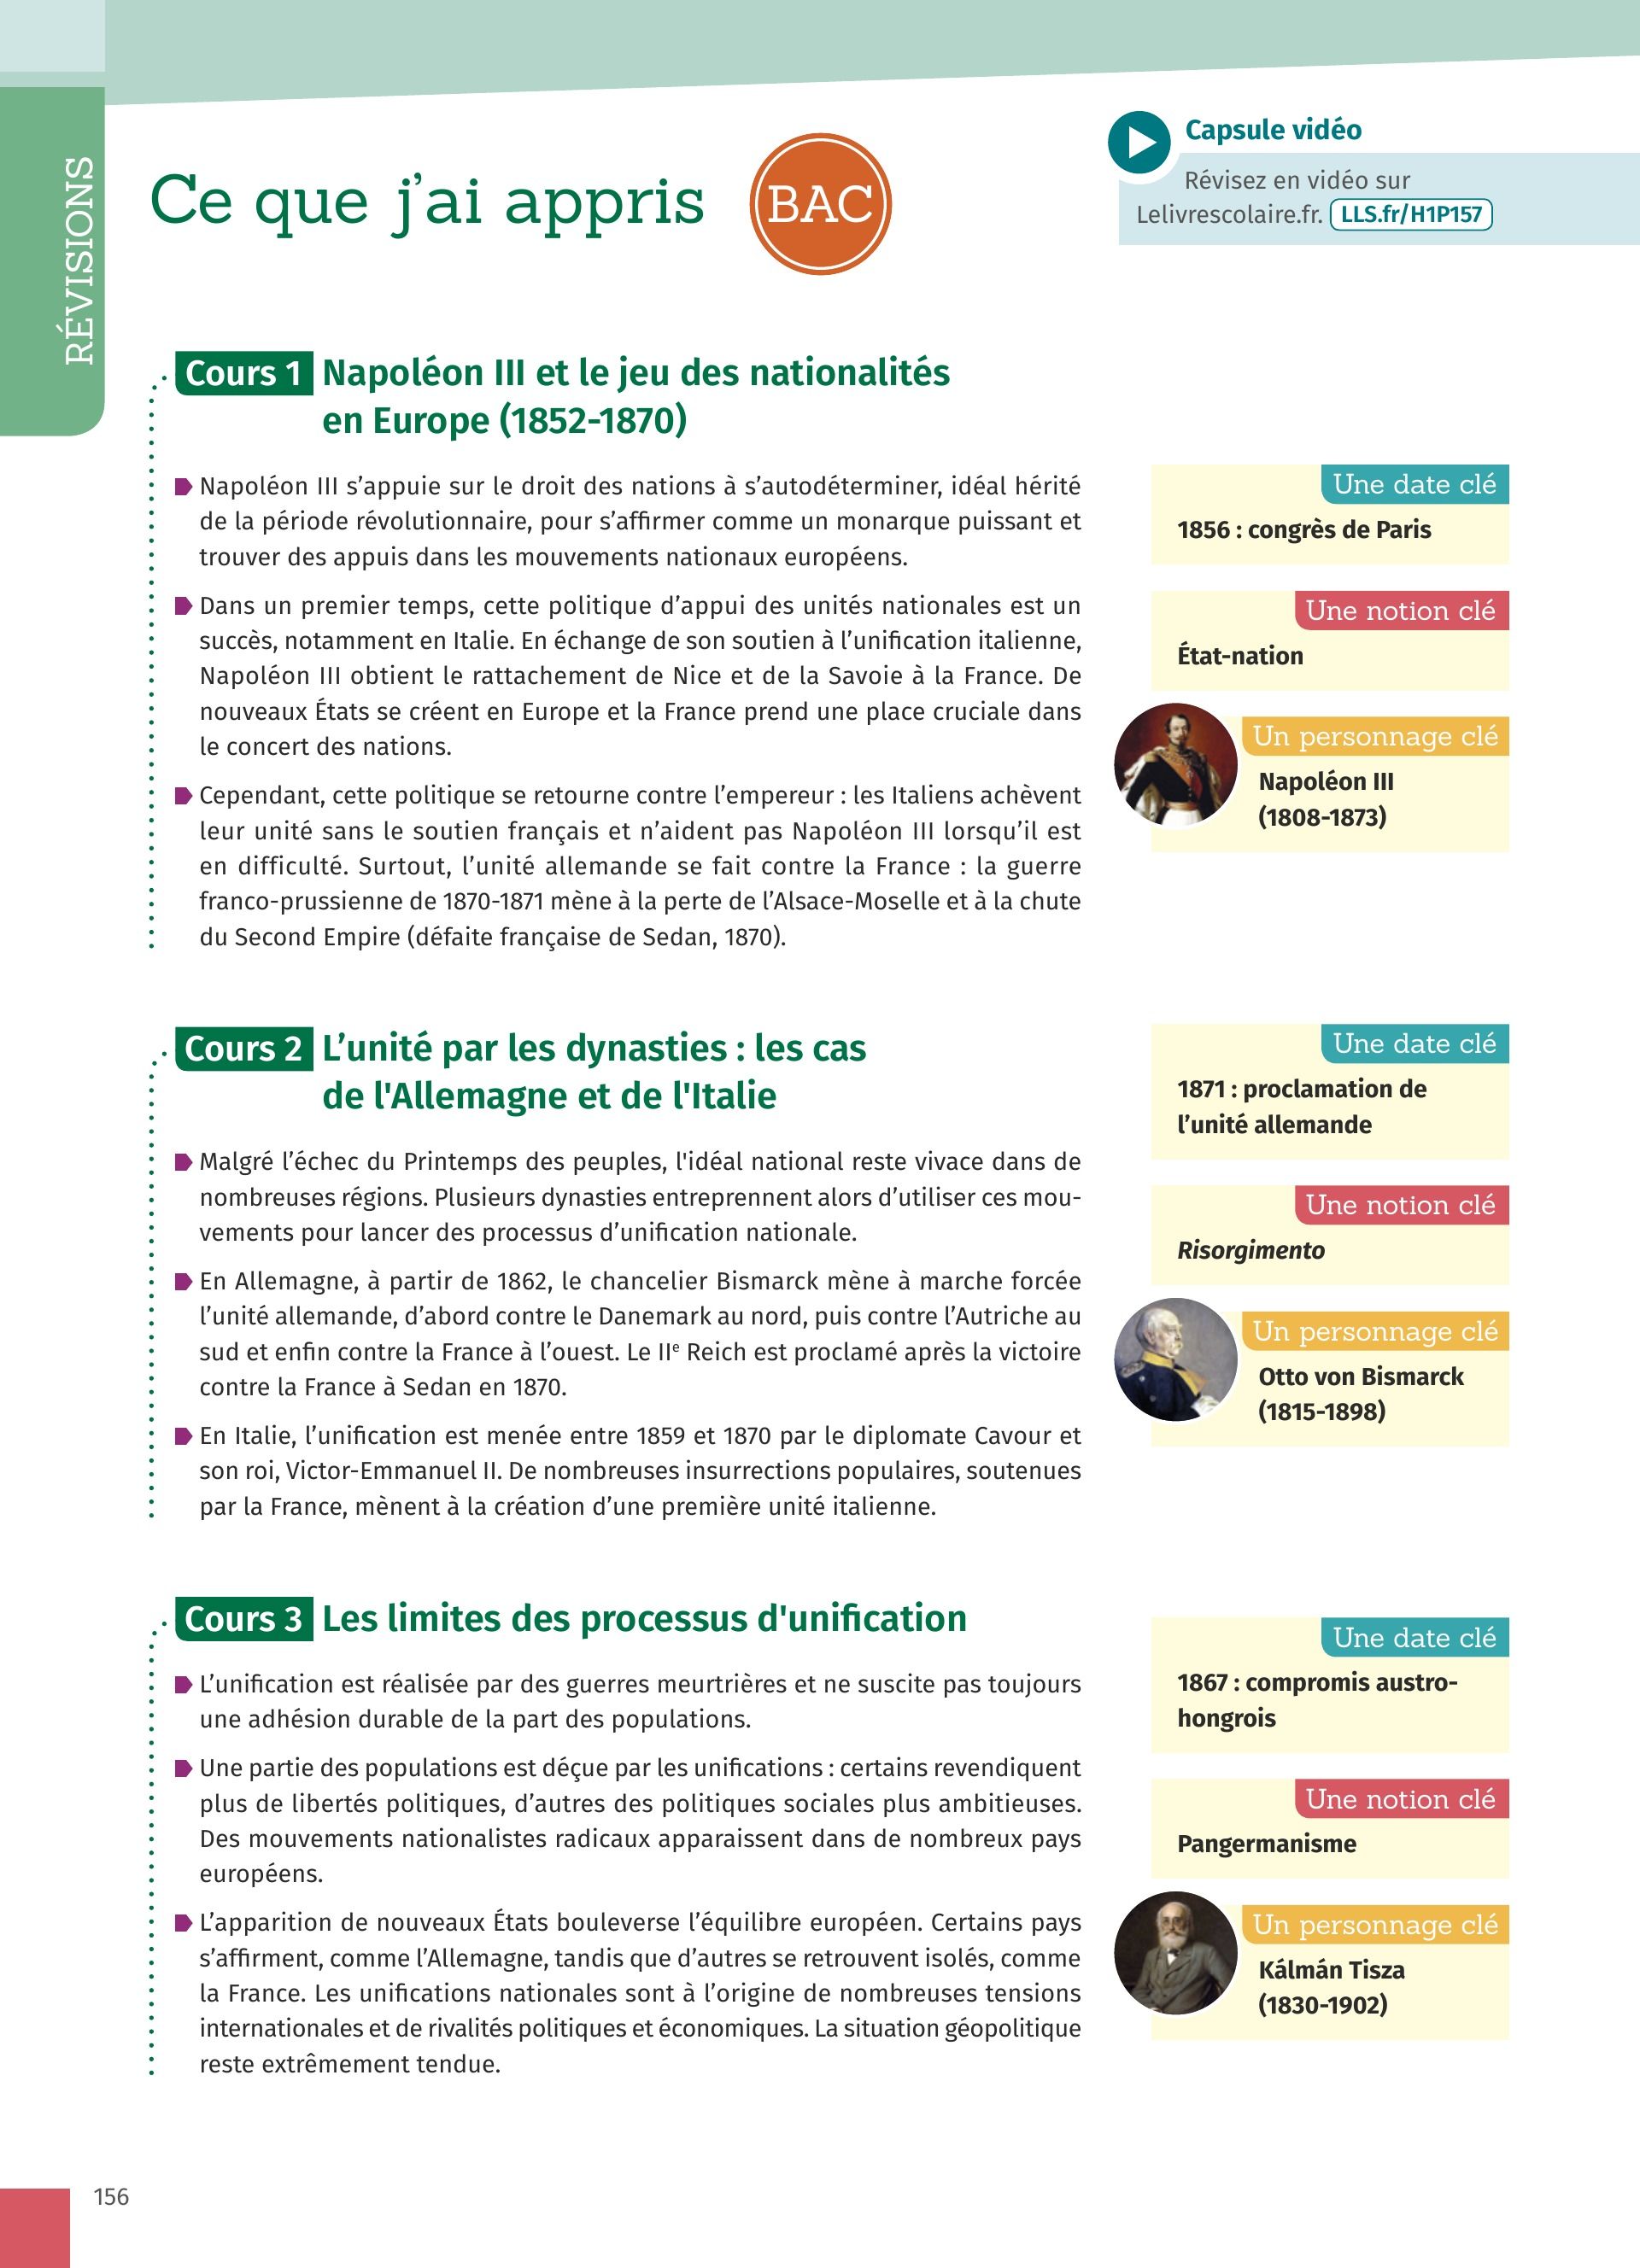 RÉVISIONS
Ce que j'ai appris
BAC
Capsule vidéo
Révisez en vidéo sur
Lelivrescolaire.fr. LLS.fr/H1P157
Cours 1 Napoléon III et le jeu des nationalités
en Europe (1852-1870)
Napoléon III s’appuie sur le droit des nations à s’autodéterminer, idéal hérité
de la période révolutionnaire, pour s’affirmer comme un monarque puissant et
trouver des appuis dans les mouvements nationaux européens.
Dans un premier temps, cette politique d’appui des unités nationales est un
succès, notamment en Italie. En échange de son soutien à l’unification italienne,
Napoléon III obtient le rattachement de Nice et de la Savoie à la France. De
nouveaux États se créent en Europe et la France prend une place cruciale dans
le concert des nations.
Cependant, cette politique se retourne contre l’empereur : les Italiens achèvent
leur unité sans le soutien français et n’aident pas Napoléon III lorsqu’il est
en difficulté. Surtout, l’unité allemande se fait contre la France : la guerre
franco-prussienne de 1870-1871 mène à la perte de l’Alsace-Moselle et à la chute
du Second Empire (défaite française de Sedan, 1870).
Une date clé
1856 : congrès de Paris
Une notion clé
État-nation
Un personnage clé
Napoléon III
(1808-1873)
Cours 2 L’unité par les dynasties : les cas
de l'Allemagne et de l'Italie
Malgré l’échec du Printemps des peuples, l'idéal national reste vivace dans de
nombreuses régions. Plusieurs dynasties entreprennent alors d’utiliser ces mou-
vements pour lancer des processus d’unification nationale.
En Allemagne, à partir de 1862, le chancelier Bismarck mène à marche forcée
l’unité allemande, d’abord contre le Danemark au nord, puis contre l’Autriche au
sud et enfin contre la France à l’ouest. Le IIe Reich est proclamé après la victoire
contre la France à Sedan en 1870.
En Italie, l’unification est menée entre 1859 et 1870 par le diplomate Cavour et
son roi, Victor-Emmanuel II. De nombreuses insurrections populaires, soutenues
par la France, mènent à la création d’une première unité italienne.
Une date clé
1871 : proclamation de
l’unité allemande
Une notion clé
Risorgimento
Un personnage clé
Otto von Bismarck
(1815-1898)
Cours 3 Les limites des processus d'unification
L’unification est réalisée par des guerres meurtrières et ne suscite pas toujours
une adhésion durable de la part des populations.
Une partie des populations est déçue par les unifications : certains revendiquent
plus de libertés politiques, d’autres des politiques sociales plus ambitieuses.
Des mouvements nationalistes radicaux apparaissent dans de nombreux pays
européens.
L’apparition de nouveaux États bouleverse l’équilibre européen. Certains pays
s’affirment, comme l’Allemagne, tandis que d’autres se retrouvent isolés, comme
la France. Les unifications nationales sont à l’origine de nombreuses tensions
internationales et de rivalités politiques et économiques. La situation géopolitique
reste extrêmement tendue.
Une date clé
1867 : compromis austro-
hongrois
Une notion clé
Pangermanisme
Un personnage clé
Kálmán Tisza
(1830-1902)
156